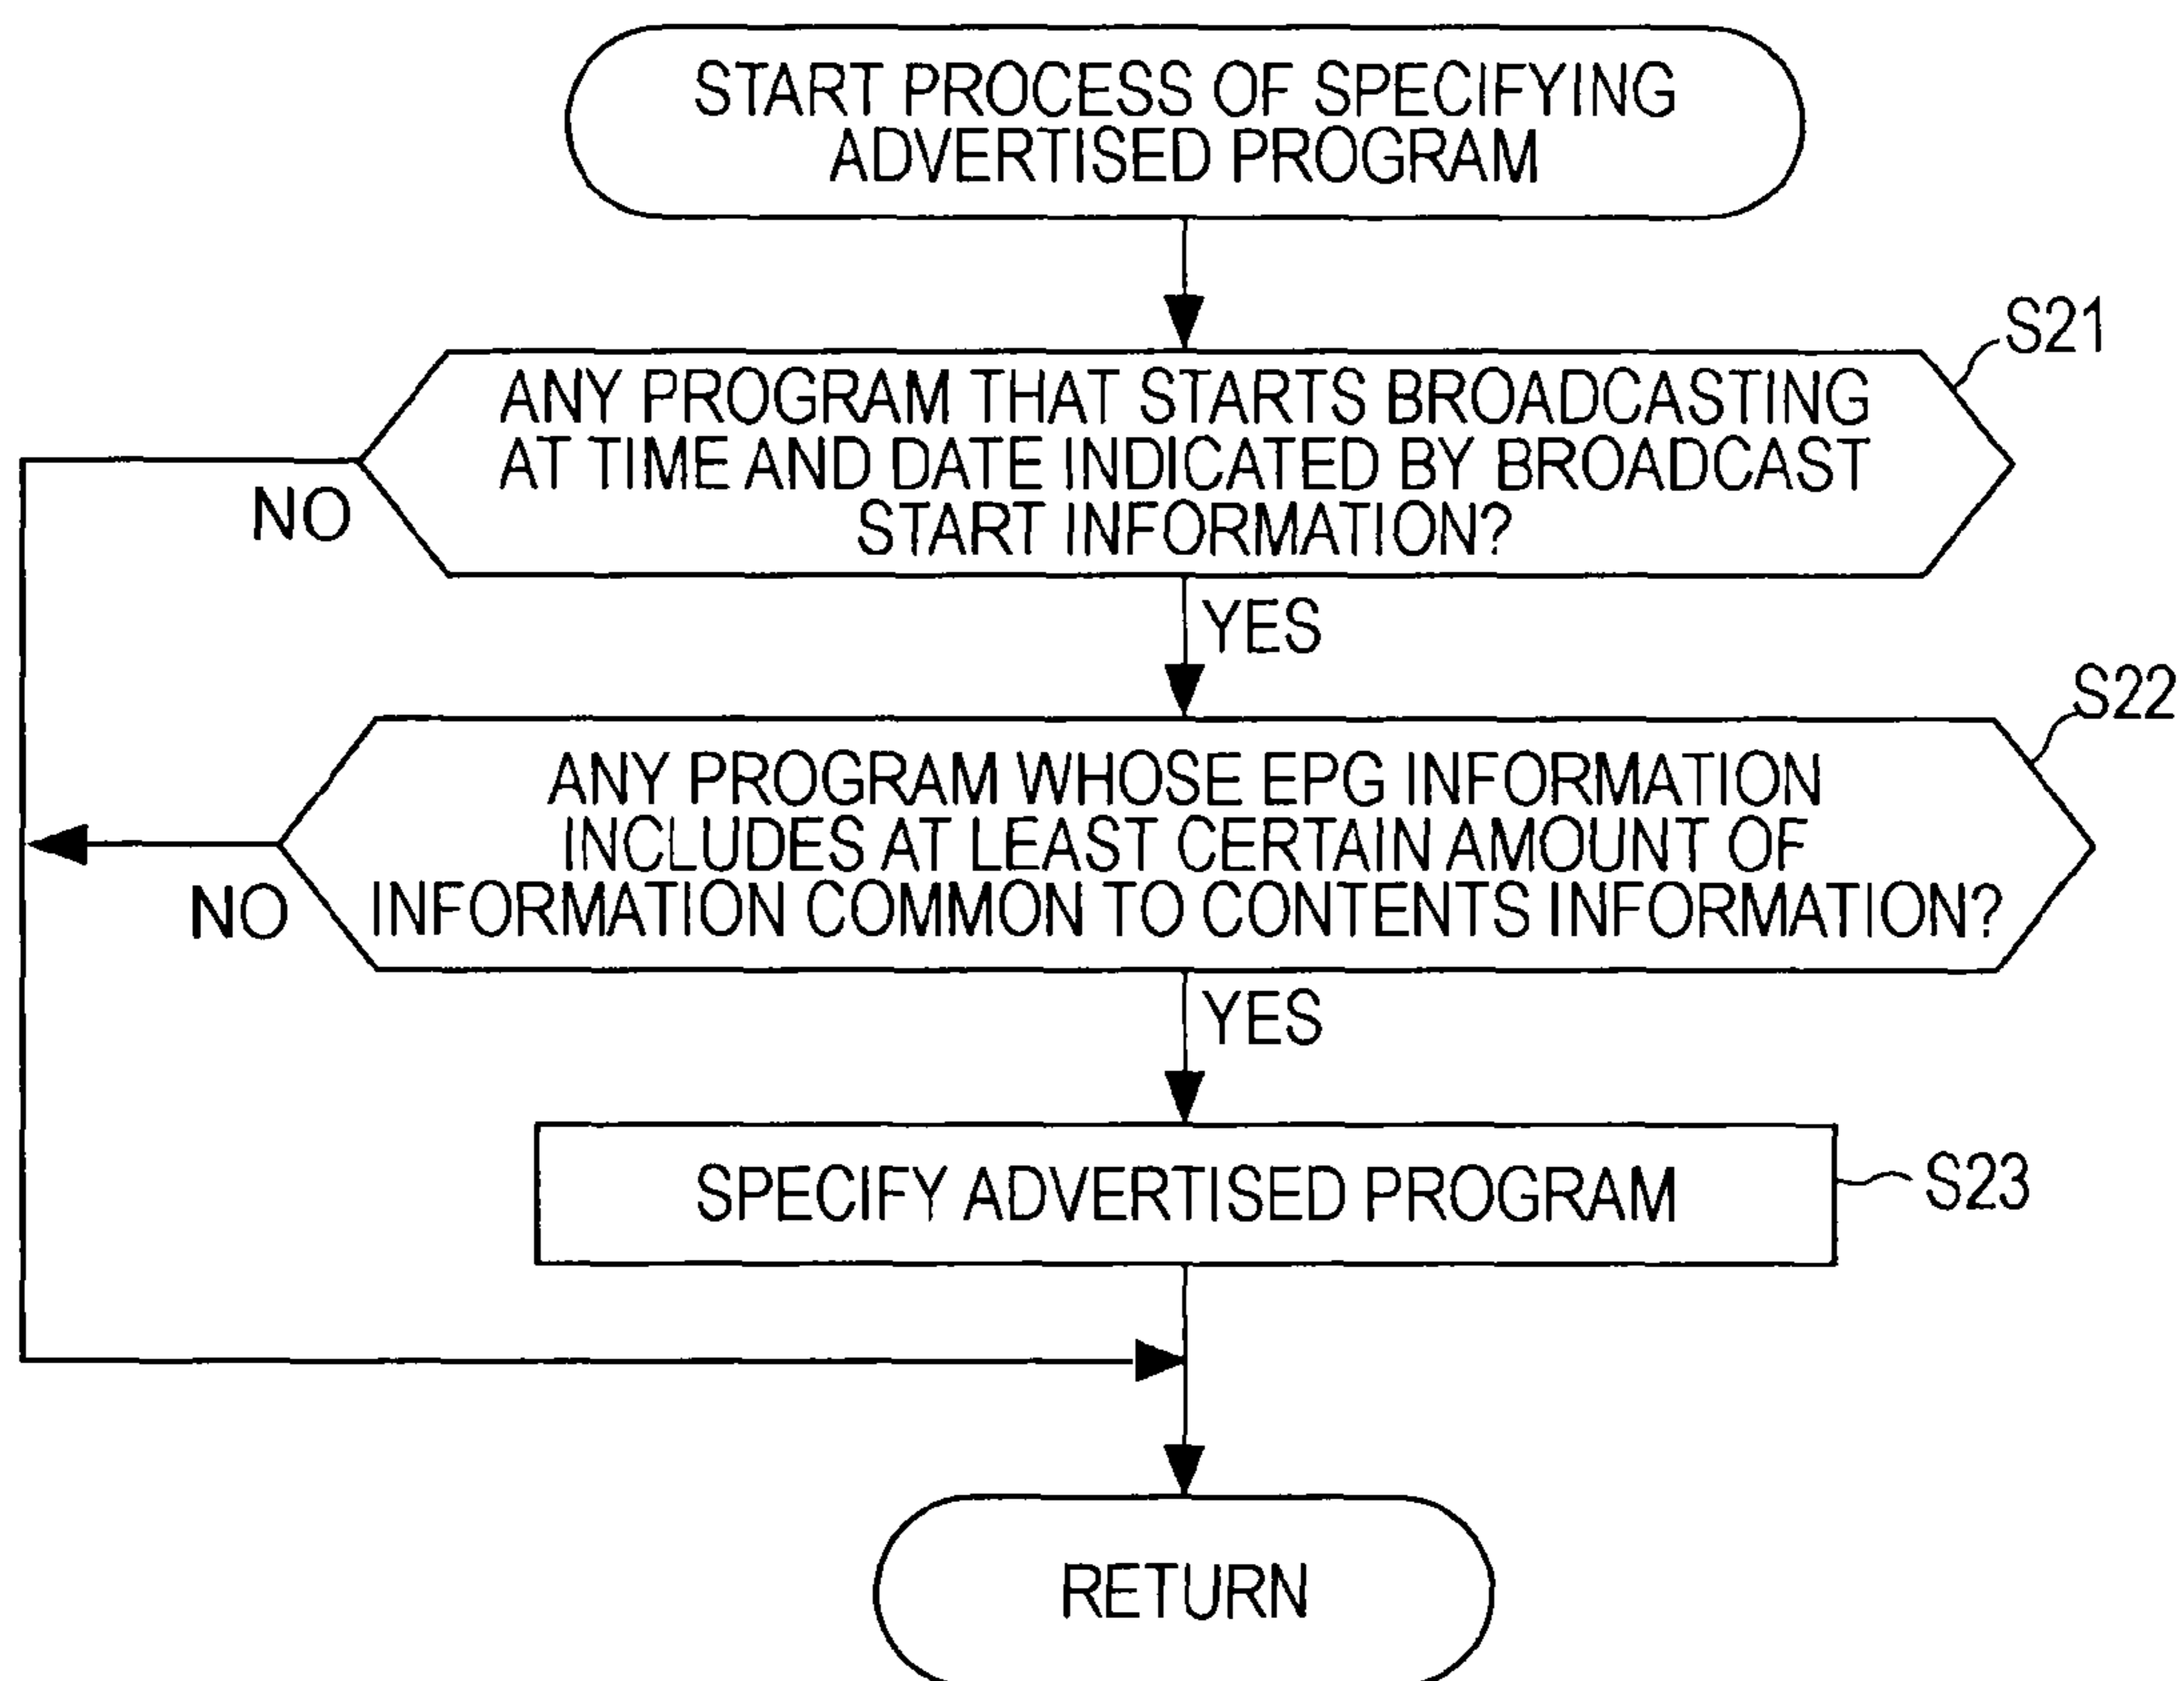 START PROCESS OF SPECIFYING
ADVERTISED PROGRAM
S21
ANY PROGRAM THAT STARTS BROADCASTING
AT TIME AND DATE INDICATED BY BROADCAST
START INFORMATION?
NO
YES
S22
ANY PROGRAM WHOSE EPG INFORMATION
INCLUDES AT LEAST CERTAIN AMOUNT OF
INFORMATION COMMON TO CONTENTS INFORMATION?
NO
YES
SPECIFY ADVERTISED PROGRAM
S23
RETURN